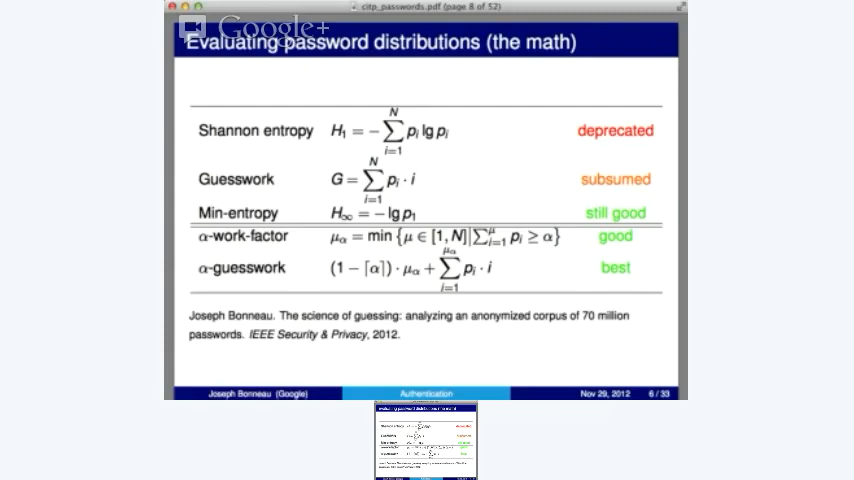 citp_passwords.pdf (page 8 of 52)
Google+
Evaluating password distributions (the math)
Shannon entropy H₁ = −∑ᵢ₌₁ᴺ pᵢ lg pᵢ deprecated
Guesswork G = ∑ᵢ₌₁ᴺ pᵢ · i subsumed
Min-entropy H∞ = − lg p₁ still good
α-work-factor μα = min {μ ∈ [1, N]|∑ᵢ₌₁^μ pᵢ ≥ α} good
α-guesswork (1 − ⌈α⌉) · μα + ∑ᵢ₌₁^μα pᵢ · i best
Joseph Bonneau. The science of guessing: analyzing an anonymized corpus of 70 million
passwords. IEEE Security & Privacy, 2012.
Joseph Bonneau (Google) Authentication Nov 29, 2012 6 / 33